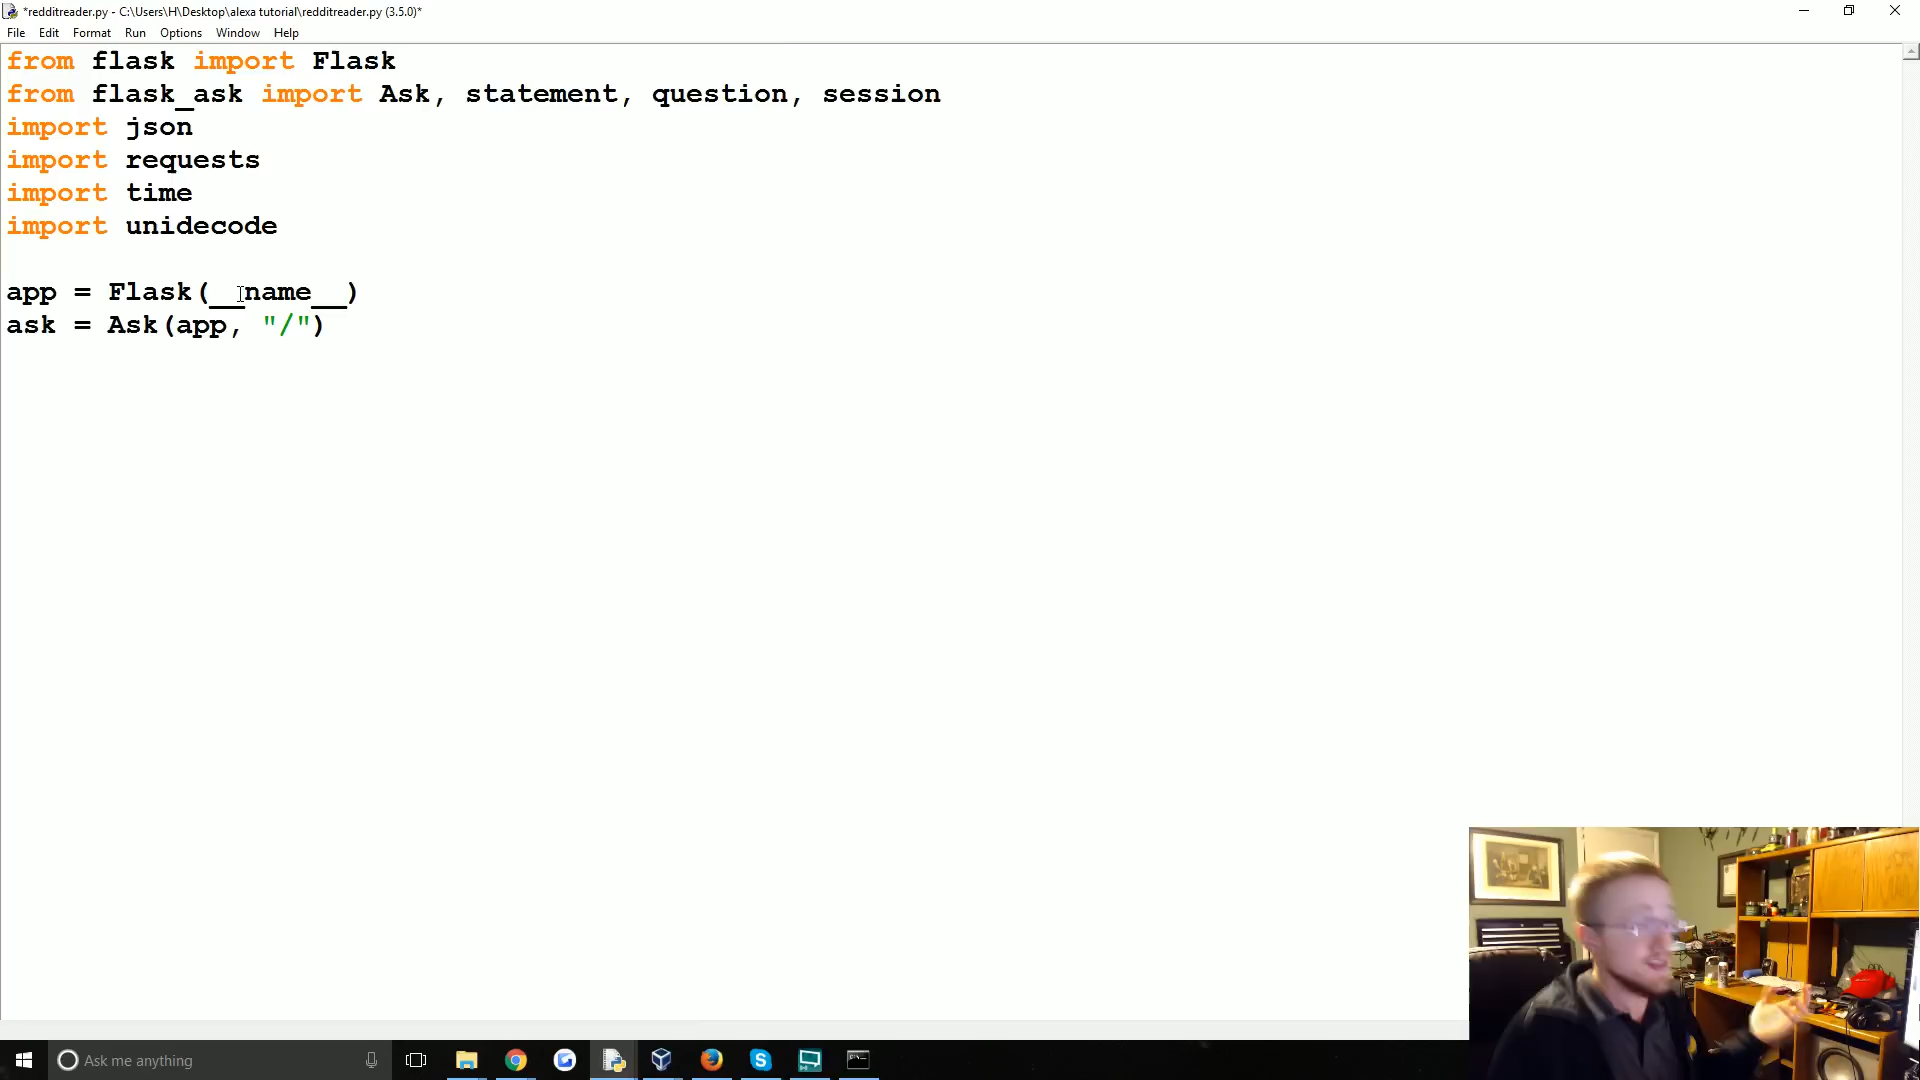 *redditreader.py - C:\Users\H\Desktop\alexa tutorial\redditreader.py (3.5.0)*
File Edit Format Run Options Window Help
from flask import Flask
from flask_ask import Ask, statement, question, session
import json
import requests
import time
import unidecode
app = Flask(__name__)
ask = Ask(app, "/")
Ask me anything